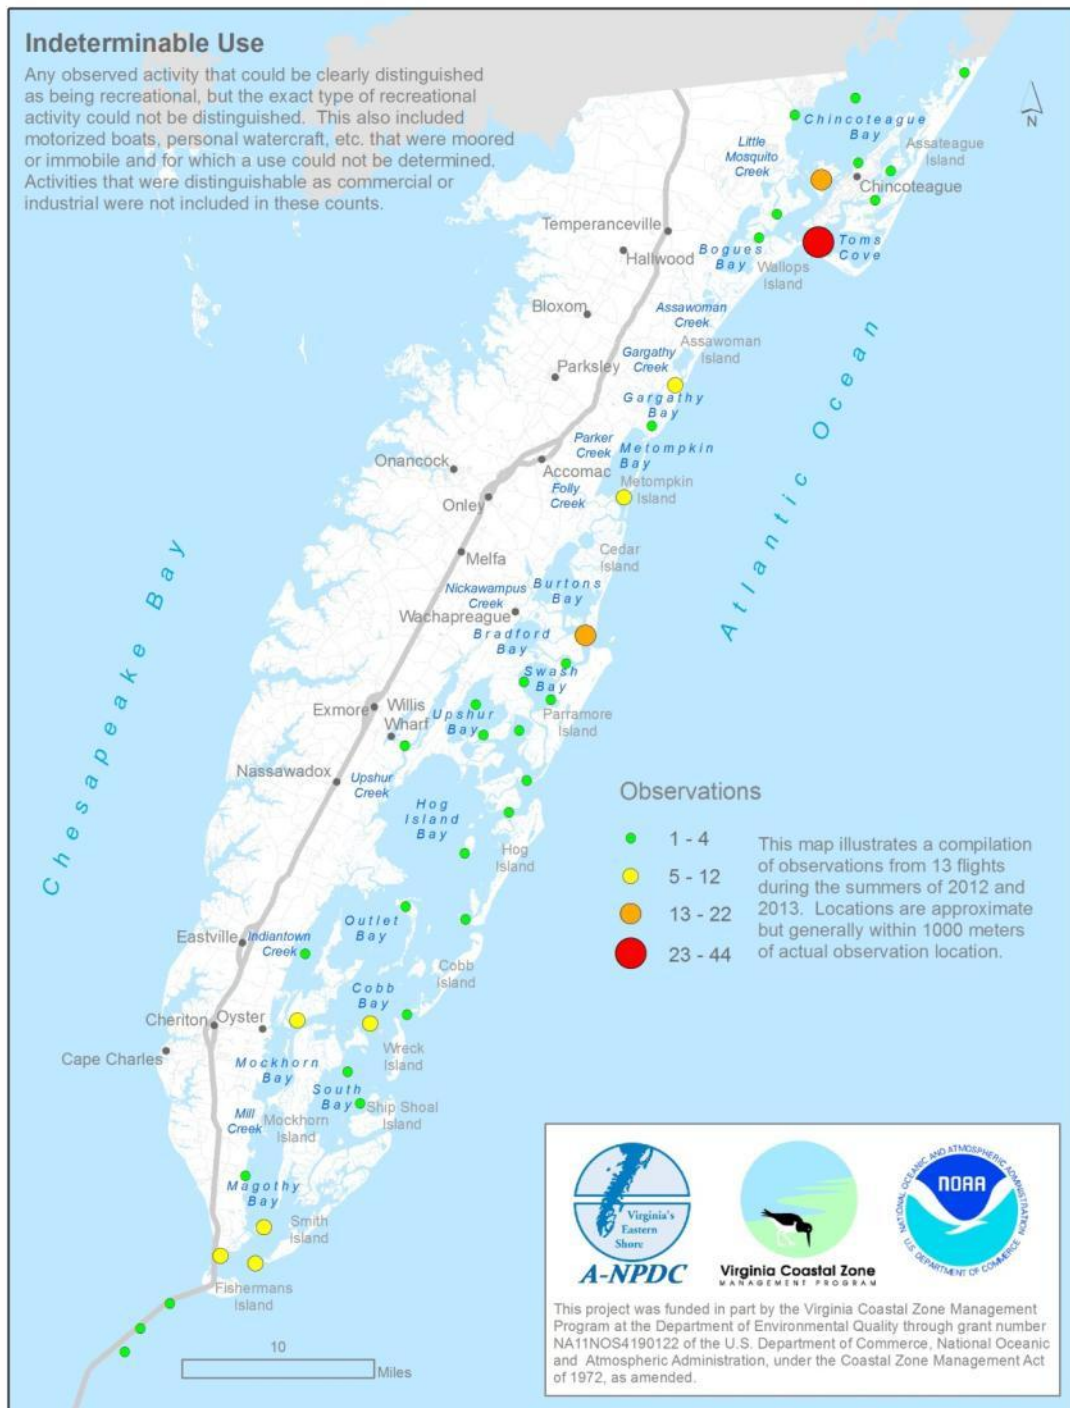 Indeterminable Use
Any observed activity that could be clearly distinguished
as being recreational, but the exact type of recreational
activity could not be distinguished. This also included
motorized boats, personal watercraft, etc. that were moored
or immobile and for which a use could not be determined.
Activities that were distinguishable as commercial or
industrial were not included in these counts.
N
Chincoteague
Bay
Assateague
Island
Little
Mosquito
Creek
Chincoteague
Temperanceville
Hallwood
Bogues
Bay
Wallops
Island
Toms
Cove
Bloxom
Assawoman
Creek
Assawoman
Island
Parksley
Gargathy
Creek
Gargathy
Bay
Atlantic Ocean
Onancock
Parker
Creek
Metompkin
Bay
Accomac
Folly
Creek
Metompkin
Island
Onley
Melfa
Cedar
Island
Chesapeake Bay
Nickawampus
Creek
Burtons
Bay
Wachapreague
Bradford
Bay
Swash
Bay
Exmore
Willis
Wharf
Upshur
Bay
Parramore
Island
Nassawadox
Upshur
Creek
Hog
Island
Bay
Hog
Island
Observations
1 - 4
5 - 12
13 - 22
23 - 44
This map illustrates a compilation
of observations from 13 flights
during the summers of 2012 and
2013. Locations are approximate
but generally within 1000 meters
of actual observation location.
Eastville
Indiantown
Creek
Outlet
Bay
Cobb
Island
Cobb
Bay
Cheriton
Oyster
Cape Charles
Wreck
Island
Mockhorn
Bay
South
Bay
Ship Shoal
Island
Mill
Creek
Mockhorn
Island
Magothy
Bay
Smith
Island
Fishermans
Island
10
Miles
Virginia's
Eastern
Shore
A-NPDC
Virginia Coastal Zone
MANAGEMENT PROGRAM
NATIONAL OCEANIC AND ATMOSPHERIC ADMINISTRATION
NOAA
U.S. DEPARTMENT OF COMMERCE
This project was funded in part by the Virginia Coastal Zone Management
Program at the Department of Environmental Quality through grant number
NA11NOS4190122 of the U.S. Department of Commerce, National Oceanic
and Atmospheric Administration, under the Coastal Zone Management Act
of 1972, as amended.